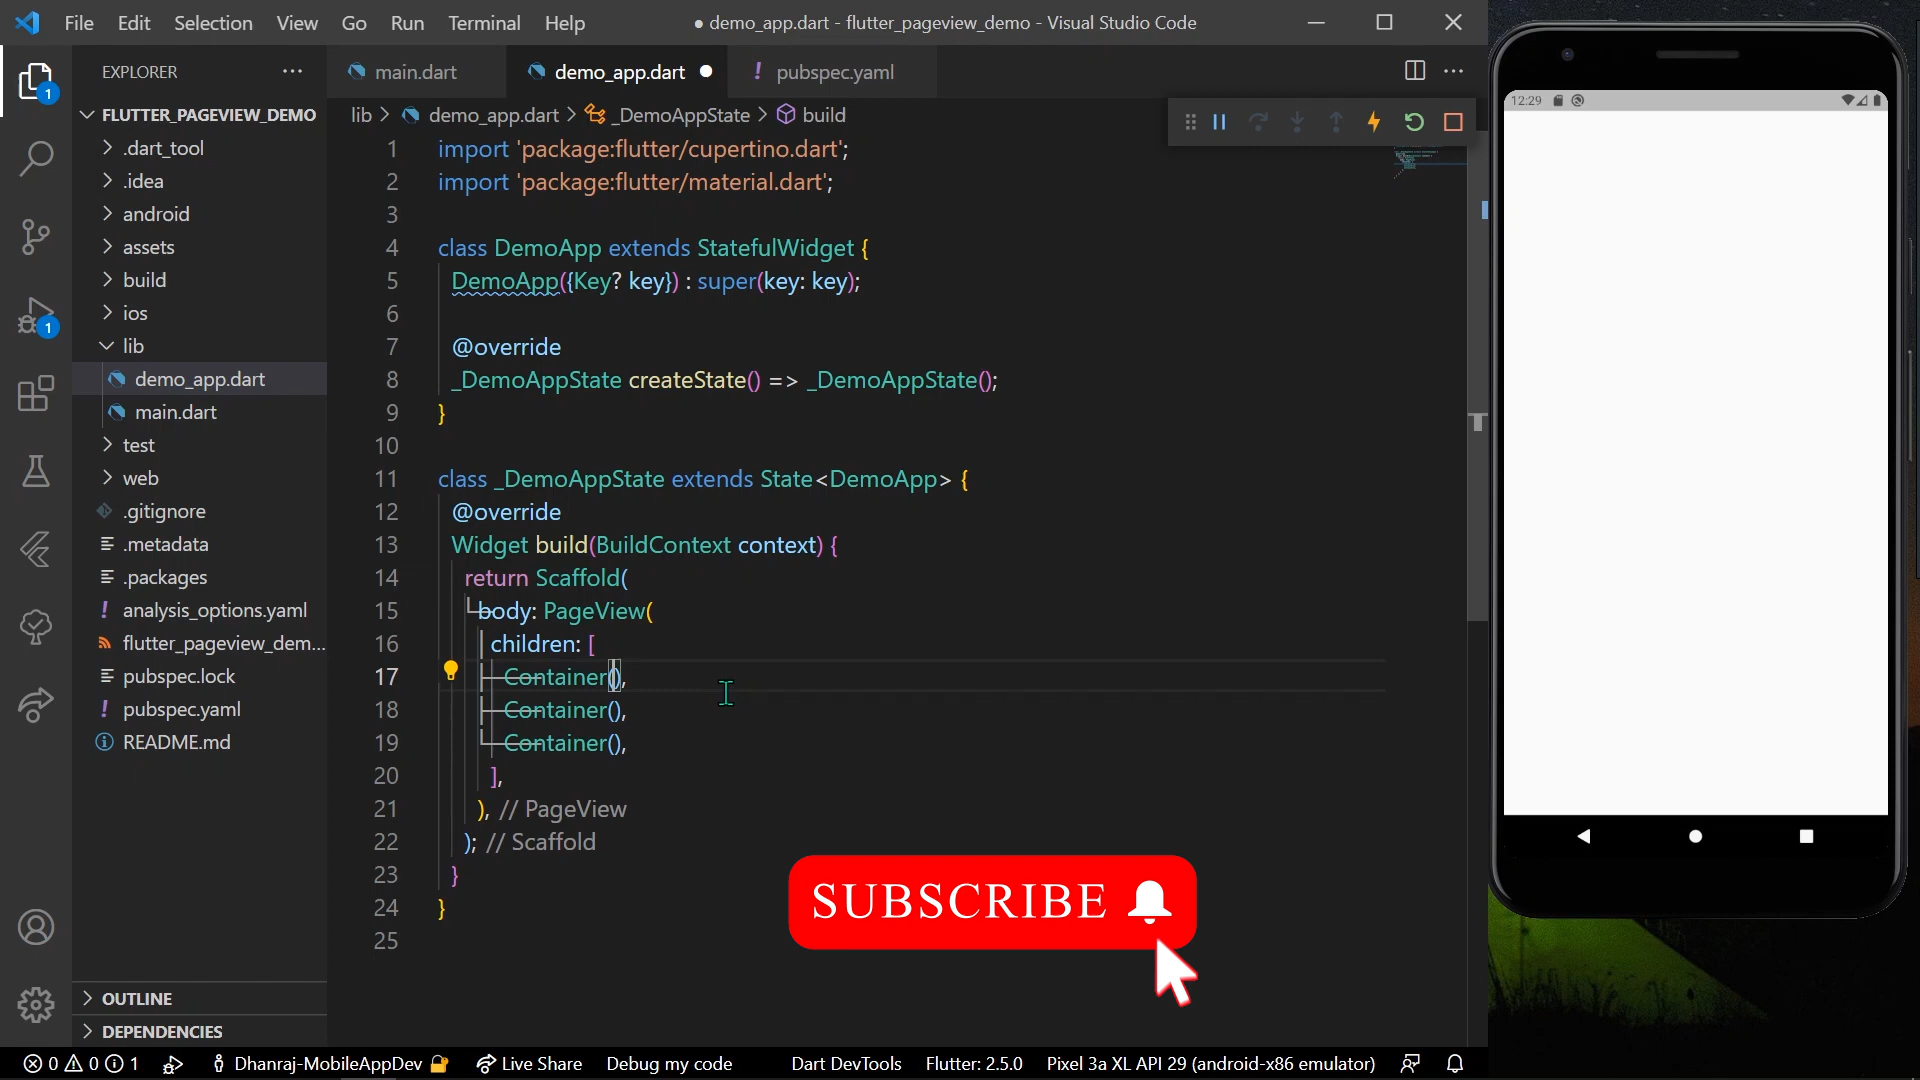 File Edit Selection View Go Run Terminal Help
● demo_app.dart - flutter_pageview_demo - Visual Studio Code
EXPLORER
FLUTTER_PAGEVIEW_DEMO
.dart_tool
.idea
android
assets
build
ios
lib
demo_app.dart
main.dart
test
web
.gitignore
.metadata
.packages
analysis_options.yaml
flutter_pageview_dem...
pubspec.lock
pubspec.yaml
README.md
OUTLINE
DEPENDENCIES
1
1
main.dart
demo_app.dart
pubspec.yaml
lib > demo_app.dart > _DemoAppState > build
1 import 'package:flutter/cupertino.dart';
2 import 'package:flutter/material.dart';
3
4 class DemoApp extends StatefulWidget {
5 DemoApp({Key? key}) : super(key: key);
6
7 @override
8 _DemoAppState createState() => _DemoAppState();
9 }
10
11 class _DemoAppState extends State<DemoApp> {
12 @override
13 Widget build(BuildContext context) {
14 return Scaffold(
15 body: PageView(
16 children: [
17 Container(),
18 Container(),
19 Container(),
20 ],
21 ), // PageView
22 ); // Scaffold
23 }
24 }
25
SUBSCRIBE
12:29
0 0 1 Dhanraj-MobileAppDev Live Share Debug my code Dart DevTools Flutter: 2.5.0 Pixel 3a XL API 29 (android-x86 emulator)